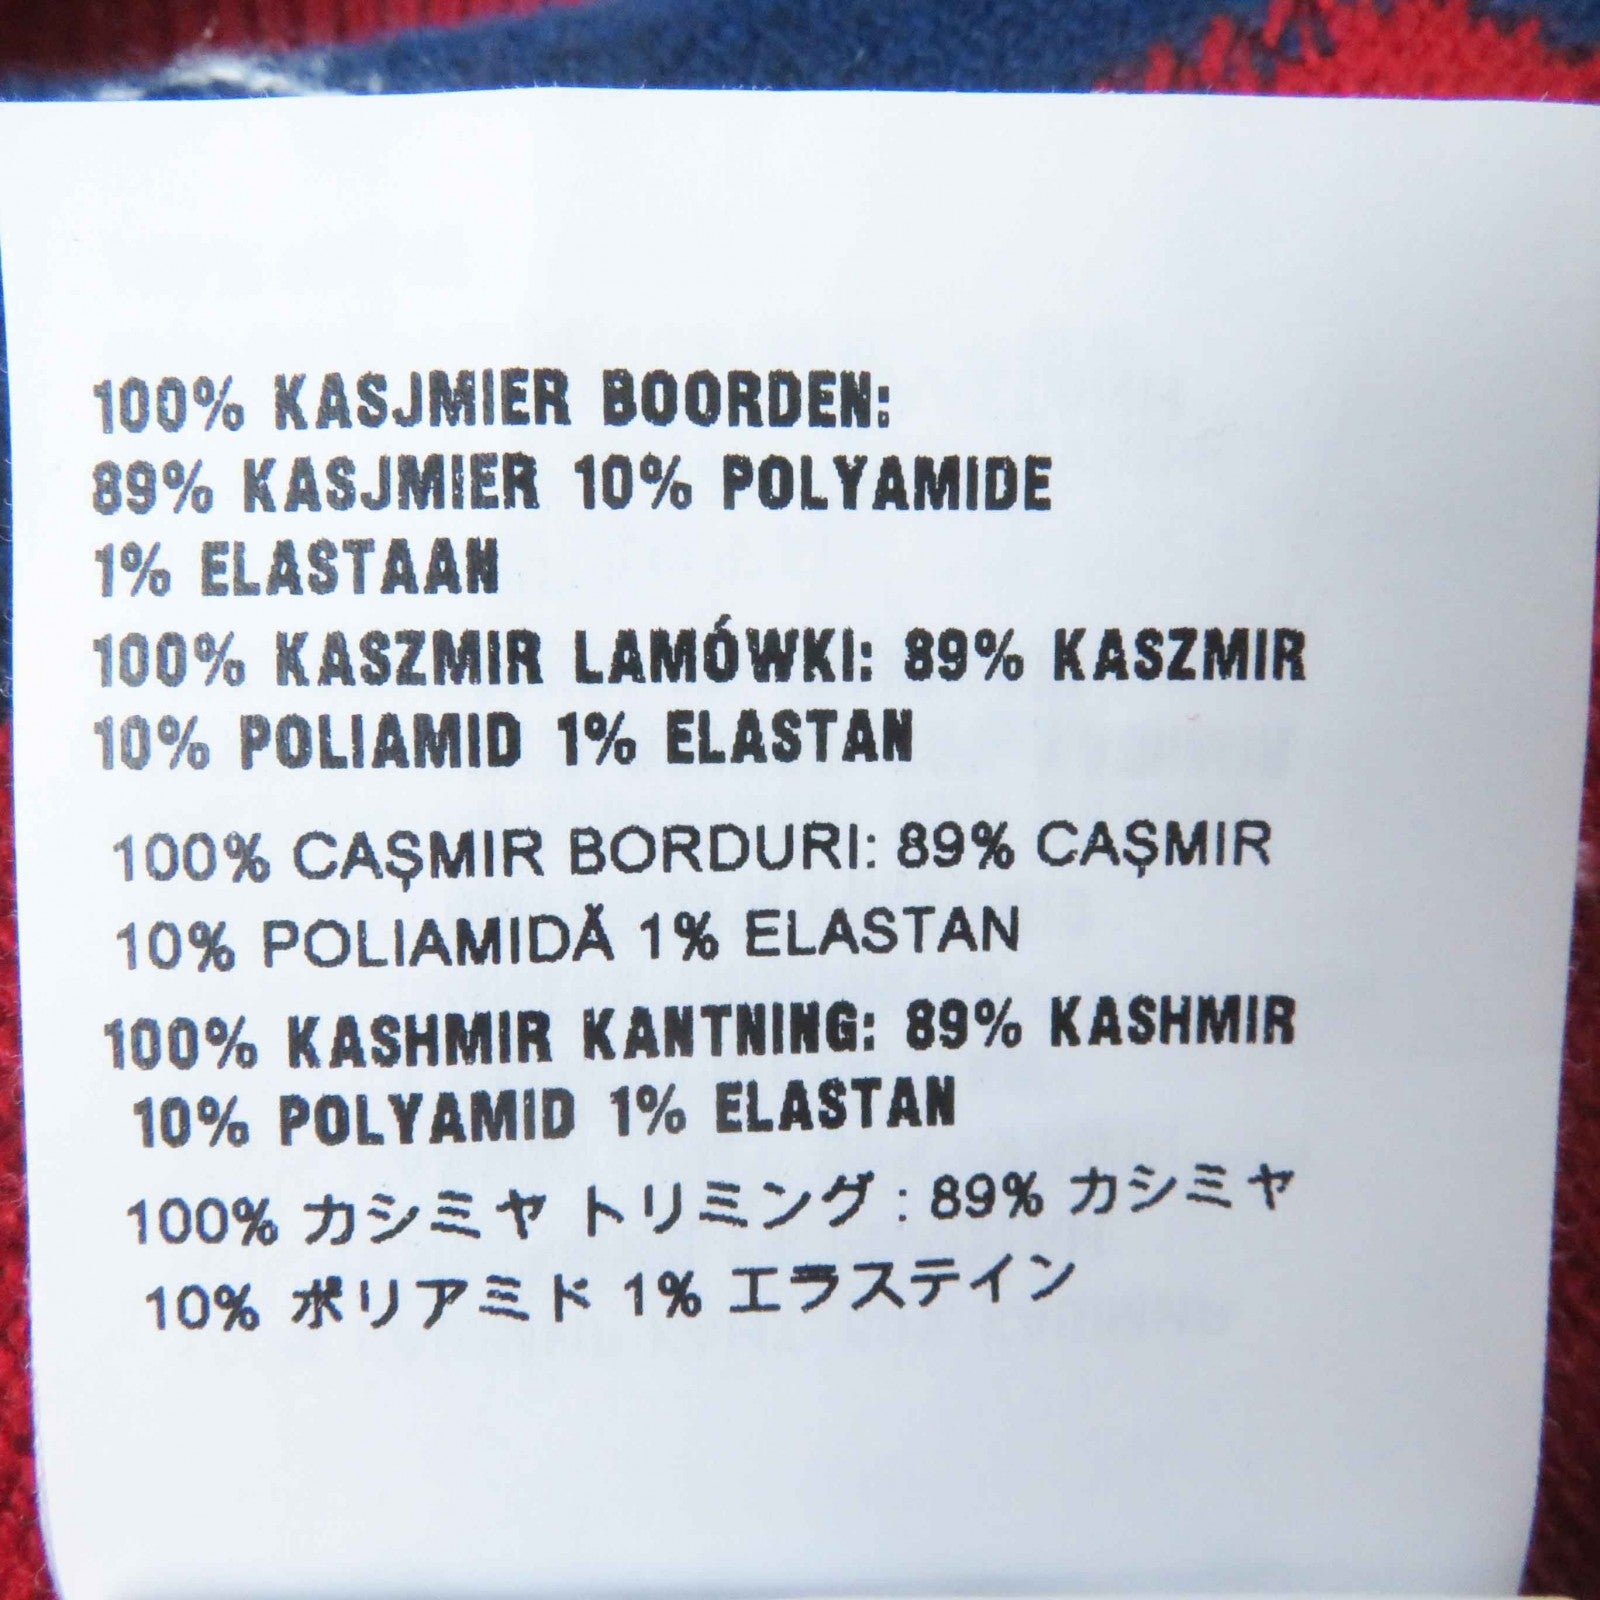 100% KASJMIER BOORDEN:
89% KASJMIER 10% POLYAMIDE
1% ELASTAAN
100% KASZMIR LAMÓWKI: 89% KASZMIR
10% POLIAMID 1% ELASTAN
100% CAŞMIR BORDURI: 89% CAŞMIR
10% POLIAMIDĂ 1% ELASTAN
100% KASHMIR KANTNING: 89% KASHMIR
10% POLYAMID 1% ELASTAN
100% カシミヤ トリミング : 89% カシミヤ
10% ポリアミド 1% エラステイン